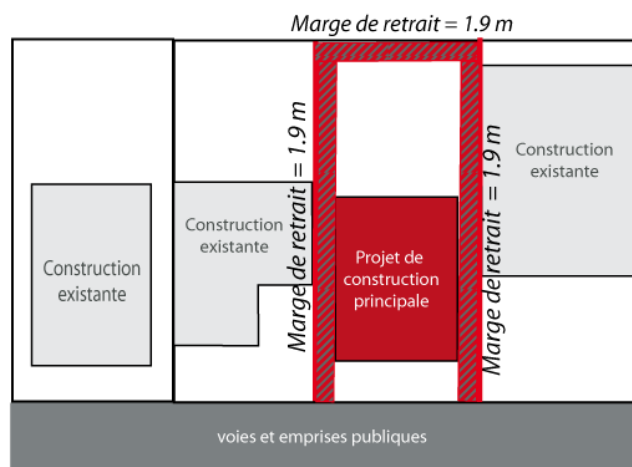 Marge de retrait = 1.9 m
Marge de retrait = 1.9 m
Marge de retrait = 1.9 m
Construction
existante
Construction
existante
Construction
existante
Projet de
construction
principale
voies et emprises publiques